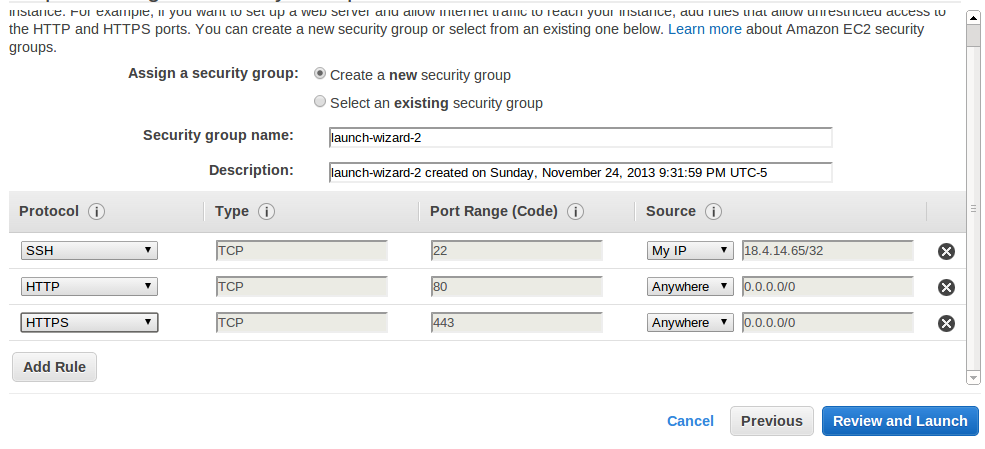 instance. For example, if you want to set up a web server and allow Internet traffic to reach your instance, add rules that allow unrestricted access to
the HTTP and HTTPS ports. You can create a new security group or select from an existing one below. Learn more about Amazon EC2 security
groups.
Assign a security group: Create a new security group
Select an existing security group
Security group name: launch-wizard-2
Description: launch-wizard-2 created on Sunday, November 24, 2013 9:31:59 PM UTC-5
Protocol i Type i Port Range (Code) i Source i
SSH TCP 22 My IP 18.4.14.65/32
HTTP TCP 80 Anywhere 0.0.0.0/0
HTTPS TCP 443 Anywhere 0.0.0.0/0
Add Rule
Cancel Previous Review and Launch